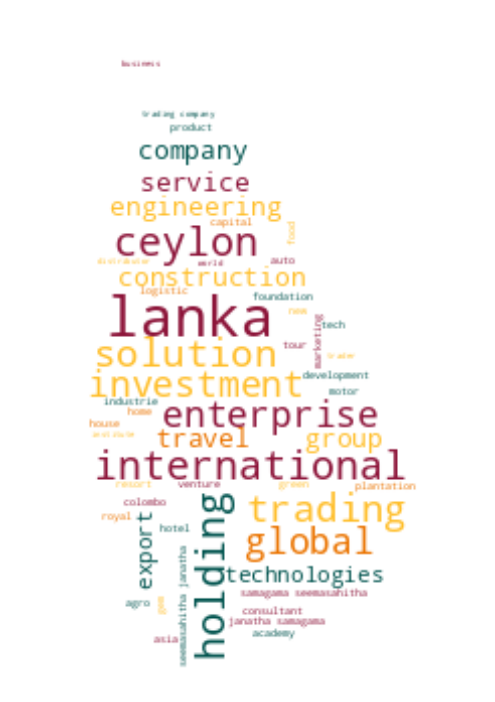 business
trading company
product
company
service
engineering
capital
food
ceylon
distributor
world
auto
construction
logistic
foundation
lanka
new
tech
marketing
tour
solution
trader
investment
development
motor
industrie
enterprise
home
house
institute
travel
group
international
resort
venture
green
plantation
colombo
holding
trading
royal
export
hotel
global
seemasahitha janatha
technologies
samagama seemasahitha
agro
gem
consultant
janatha samagama
academy
asia